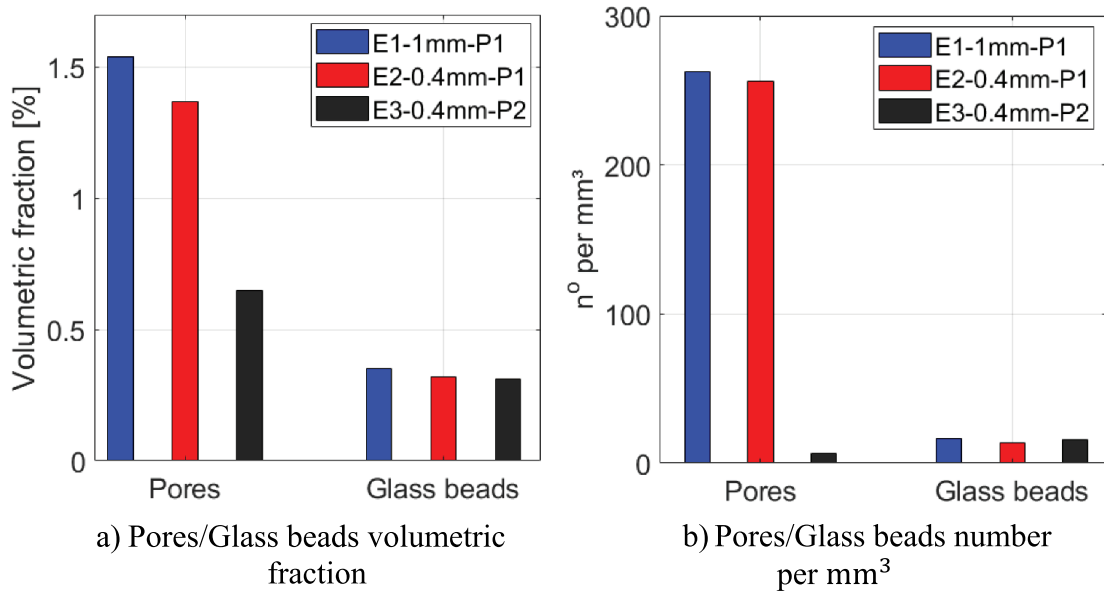 Volumetric fraction [%]
1.5
1
0.5
0
E1-1mm-P1
E2-0.4mm-P1
E3-0.4mm-P2
Pores
Glass beads
a) Pores/Glass beads volumetric
fraction
nº per mm³
300
200
100
0
E1-1mm-P1
E2-0.4mm-P1
E3-0.4mm-P2
Pores
Glass beads
b) Pores/Glass beads number
per mm³